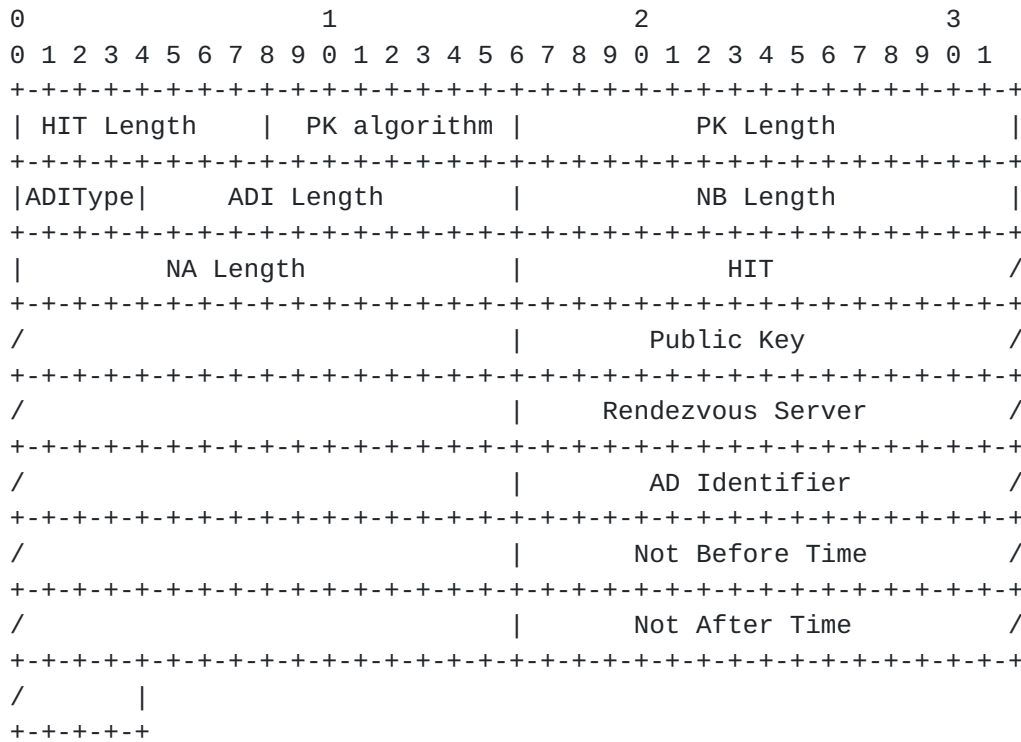 0                   1                   2                   3
0 1 2 3 4 5 6 7 8 9 0 1 2 3 4 5 6 7 8 9 0 1 2 3 4 5 6 7 8 9 0 1
+-+-+-+-+-+-+-+-+-+-+-+-+-+-+-+-+-+-+-+-+-+-+-+-+-+-+-+-+-+-+-+-+
| HIT Length    |  PK algorithm |           PK Length           |
+-+-+-+-+-+-+-+-+-+-+-+-+-+-+-+-+-+-+-+-+-+-+-+-+-+-+-+-+-+-+-+-+
|ADIType|     ADI Length        |           NB Length           |
+-+-+-+-+-+-+-+-+-+-+-+-+-+-+-+-+-+-+-+-+-+-+-+-+-+-+-+-+-+-+-+-+
|         NA Length             |             HIT               /
+-+-+-+-+-+-+-+-+-+-+-+-+-+-+-+-+-+-+-+-+-+-+-+-+-+-+-+-+-+-+-+-+
/                               |        Public Key             /
+-+-+-+-+-+-+-+-+-+-+-+-+-+-+-+-+-+-+-+-+-+-+-+-+-+-+-+-+-+-+-+-+
/                               |     Rendezvous Server         /
+-+-+-+-+-+-+-+-+-+-+-+-+-+-+-+-+-+-+-+-+-+-+-+-+-+-+-+-+-+-+-+-+
/                               |        AD Identifier          /
+-+-+-+-+-+-+-+-+-+-+-+-+-+-+-+-+-+-+-+-+-+-+-+-+-+-+-+-+-+-+-+-+
/                               |       Not Before Time         /
+-+-+-+-+-+-+-+-+-+-+-+-+-+-+-+-+-+-+-+-+-+-+-+-+-+-+-+-+-+-+-+-+
/                               |       Not After Time          /
+-+-+-+-+-+-+-+-+-+-+-+-+-+-+-+-+-+-+-+-+-+-+-+-+-+-+-+-+-+-+-+-+
/       |
+-+-+-+-+